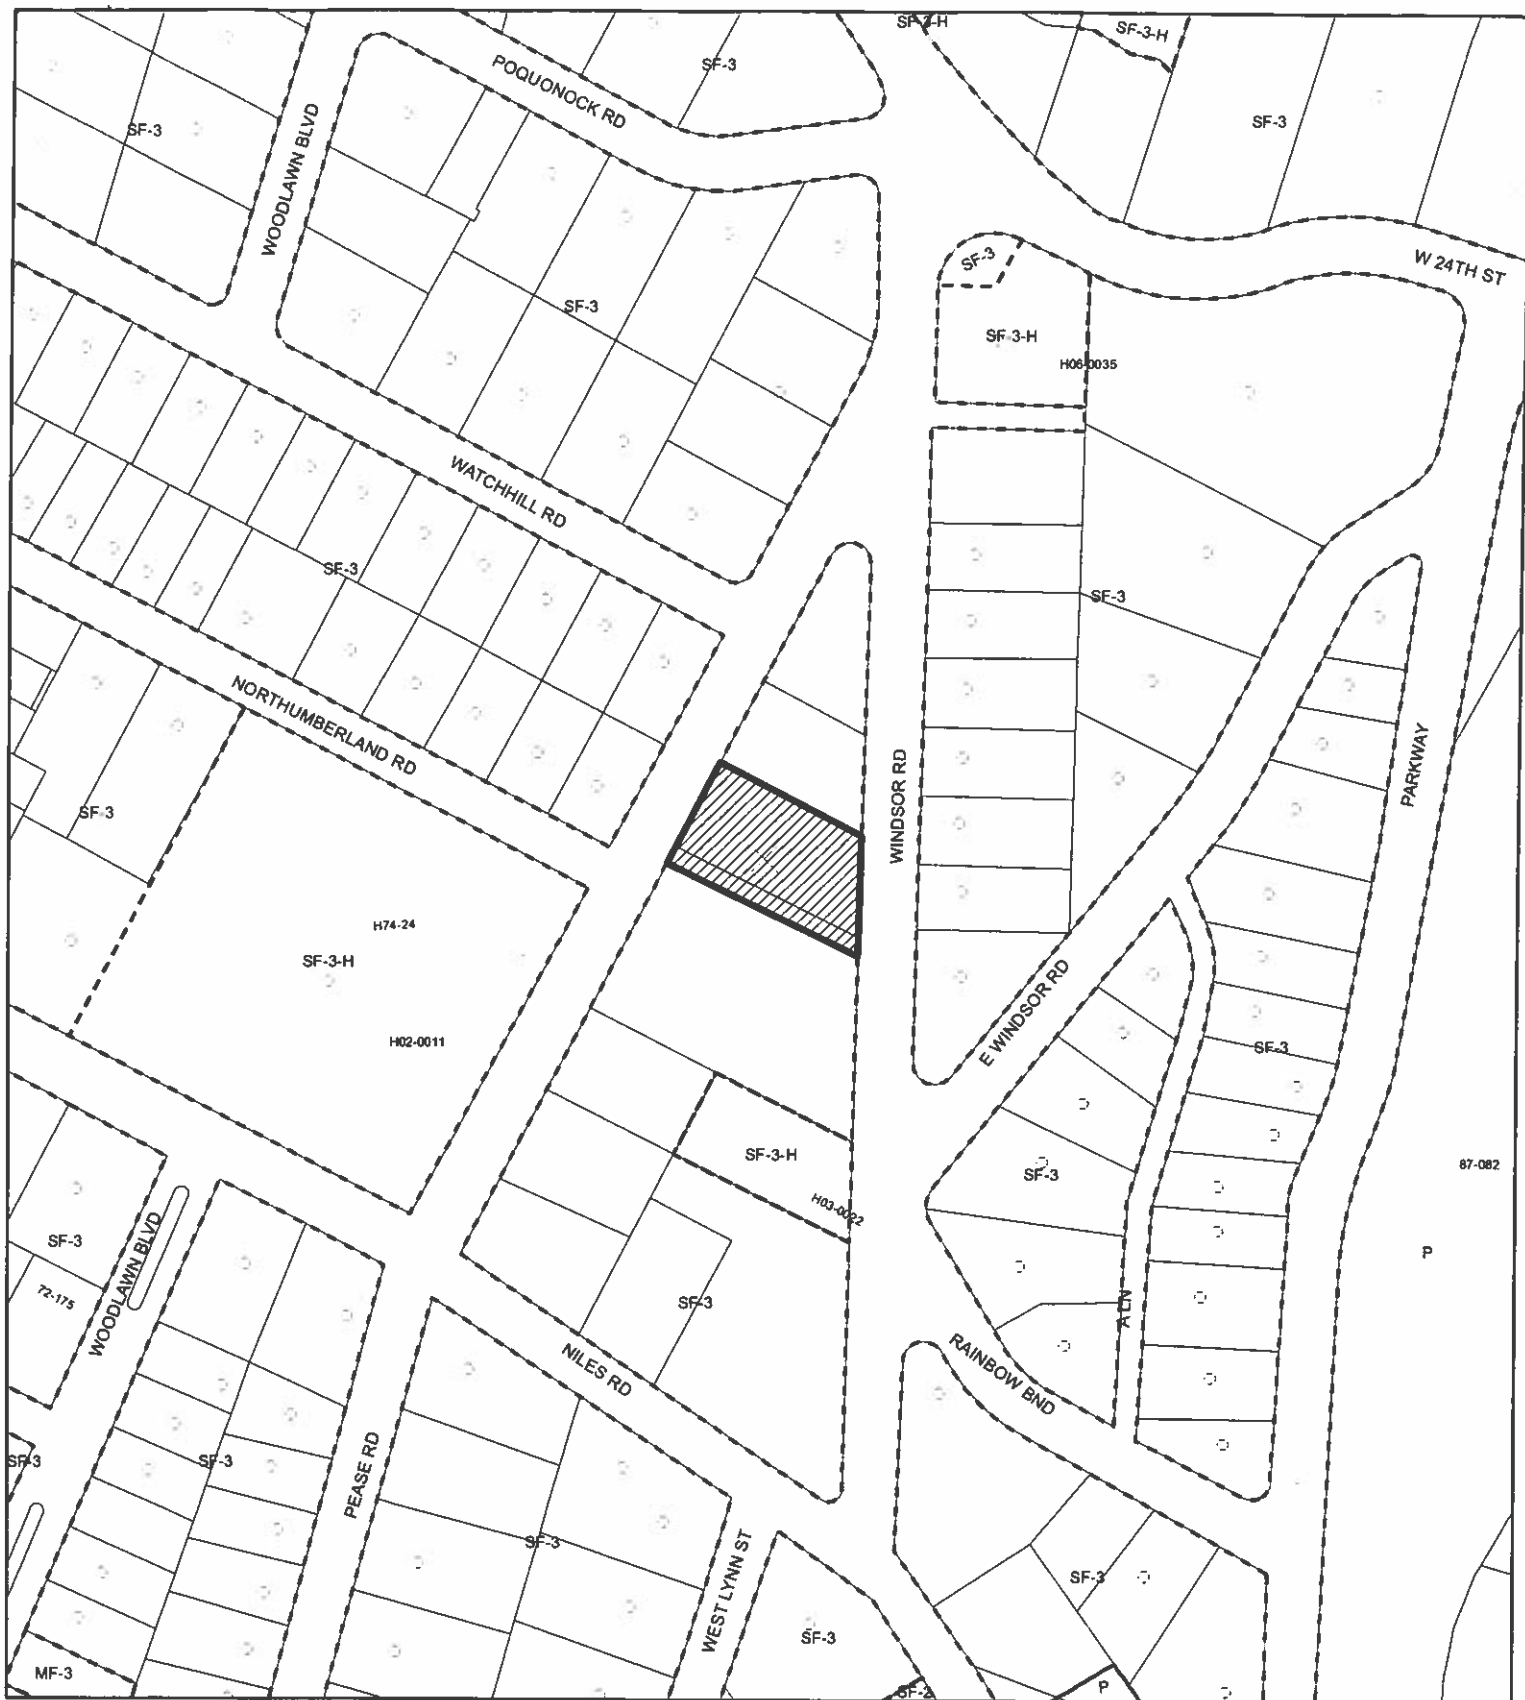 SF-3-H
SF-3-H
POQUONOCK RD
SF-3
SF-3
WOODLAWN BLVD
SF-3
W 24TH ST
SF-3
SF-3
SF-3-H
H06-0035
WATCHHILL RD
SF-3
SF-3
NORTHUMBERLAND RD
WINDSOR RD
PARKWAY
SF-3
H74-24
SF-3-H
H02-0011
E WINDSOR RD
SF-3
SF-3-H
SF-3
87-082
H03-0022
SF-3
WOODLAWN BLVD
72-175
P
SF-3
A LN
NILES RD
RAINBOW BND
SF-3
SF-3
PEASE RD
SF-3
WEST LYNN ST
SF-3
SF-3
MF-3
SF-2
P